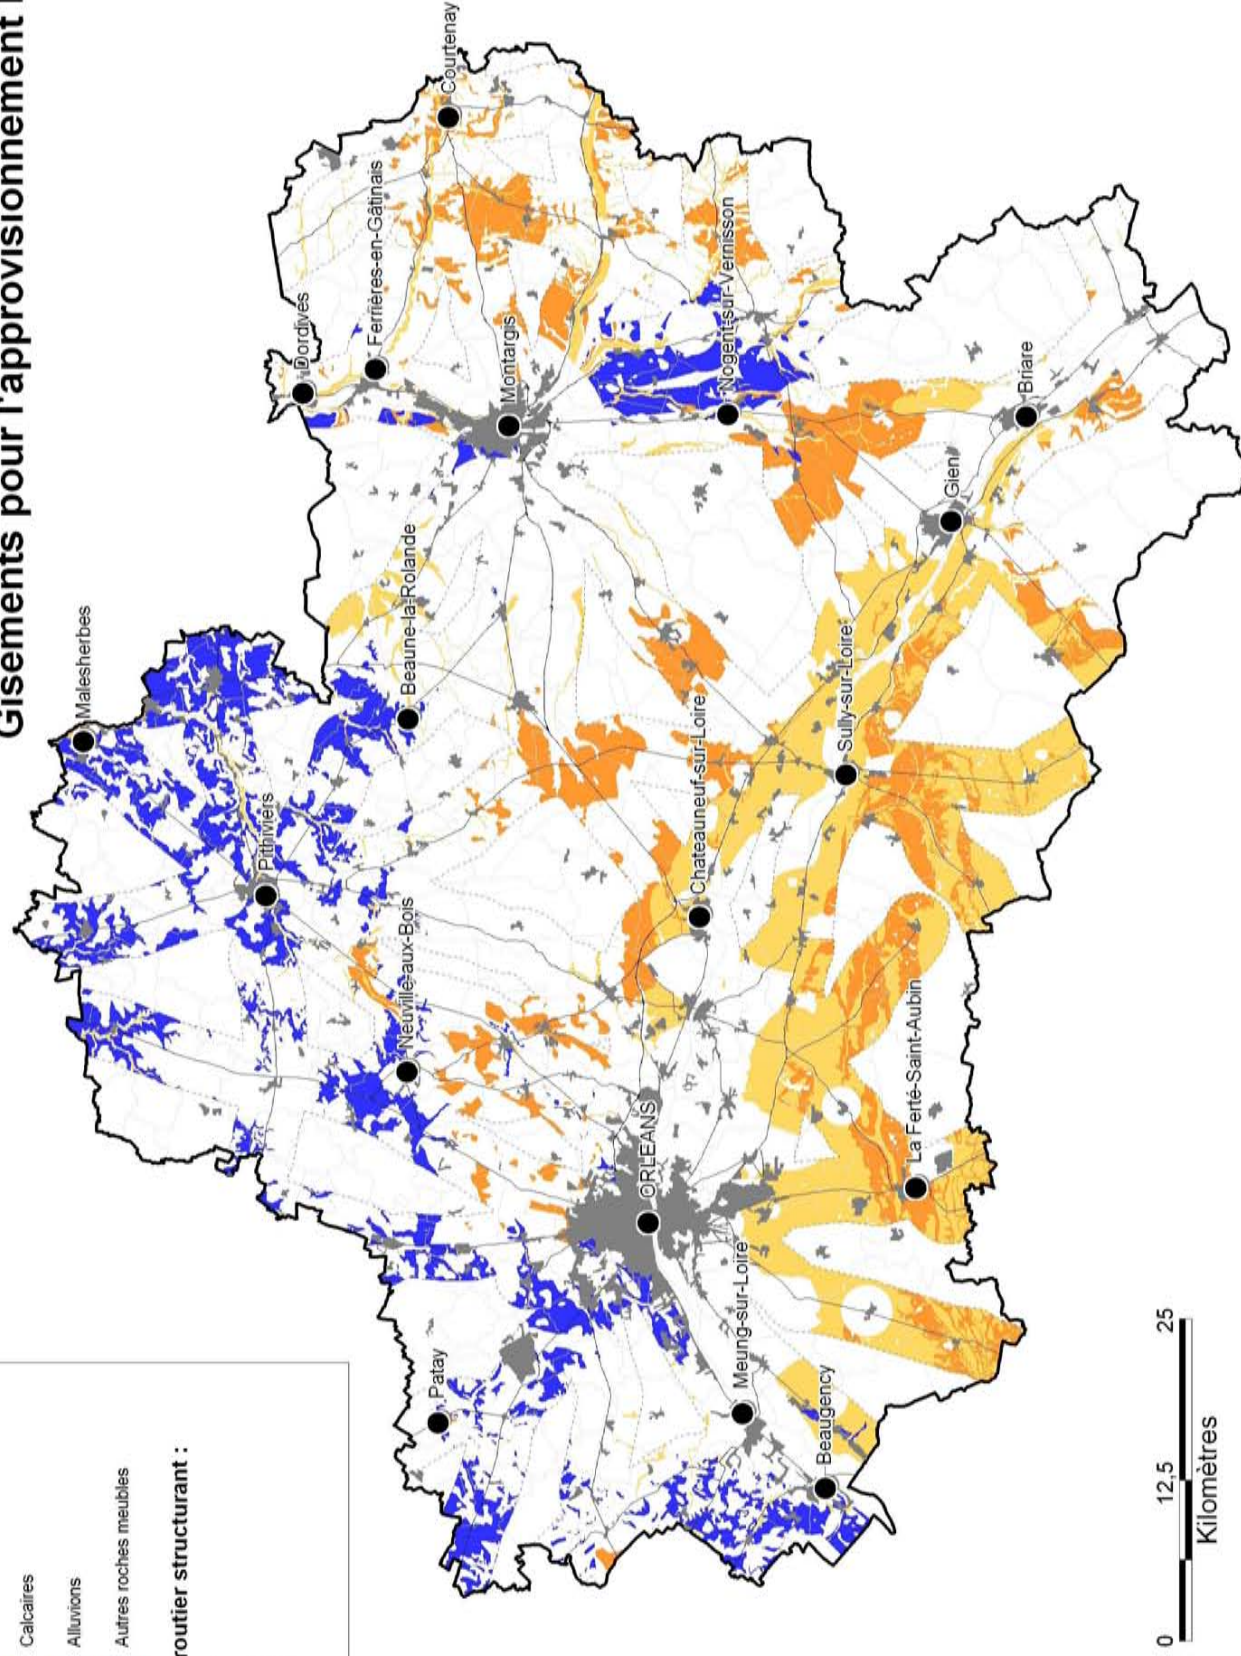 Gisements pour l'approvisionnement
Calcaires
Alluvions
Autres roches meubles
routier structurant :
Malesherbes
Pithiviers
Dordives
Ferrières-en-Gâtinais
Courtenay
Beaune-la-Rolande
Neuville-aux-Bois
Patay
Montargis
ORLEANS
Chateauneuf-sur-Loire
Nogent-sur-Vernisson
Meung-sur-Loire
Sully-sur-Loire
Beaugency
La Ferté-Saint-Aubin
Gien
Briare
0
12,5
25
Kilomètres